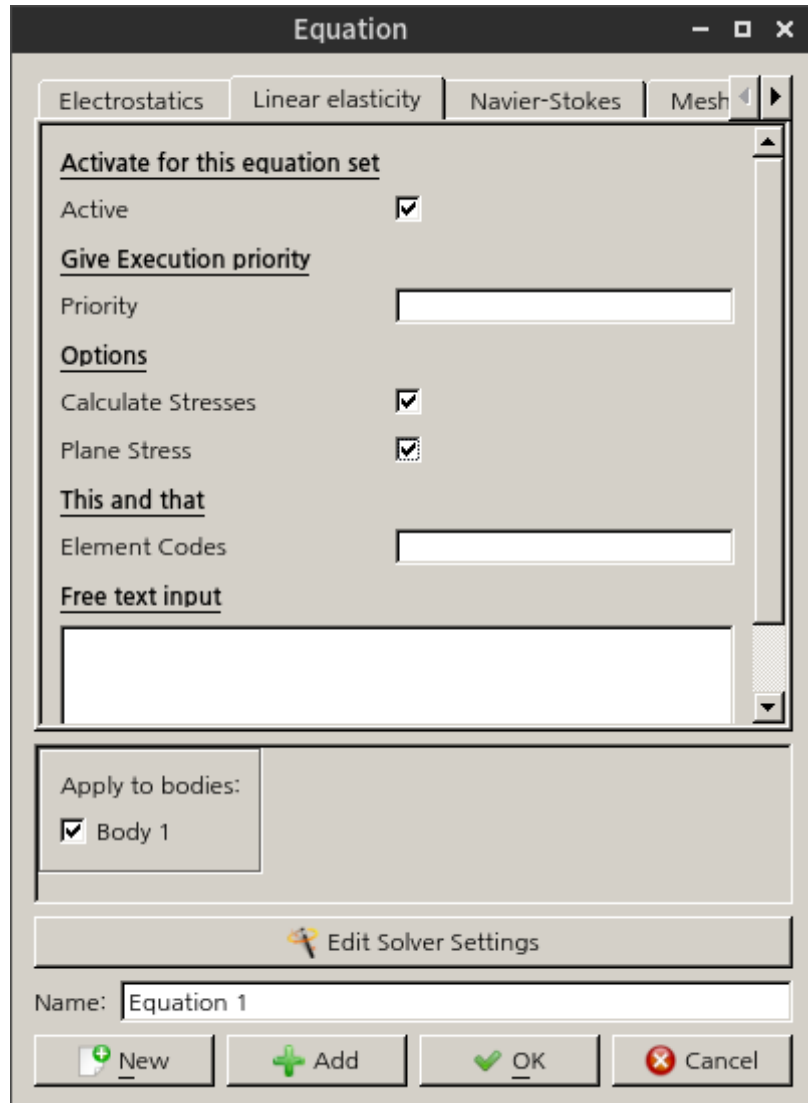 Equation
Electrostatics Linear elasticity Navier-Stokes Mesh
Activate for this equation set
Active
Give Execution priority
Priority
Options
Calculate Stresses
Plane Stress
This and that
Element Codes
Free text input
Apply to bodies:
Body 1
Edit Solver Settings
Name: Equation 1
New Add OK Cancel